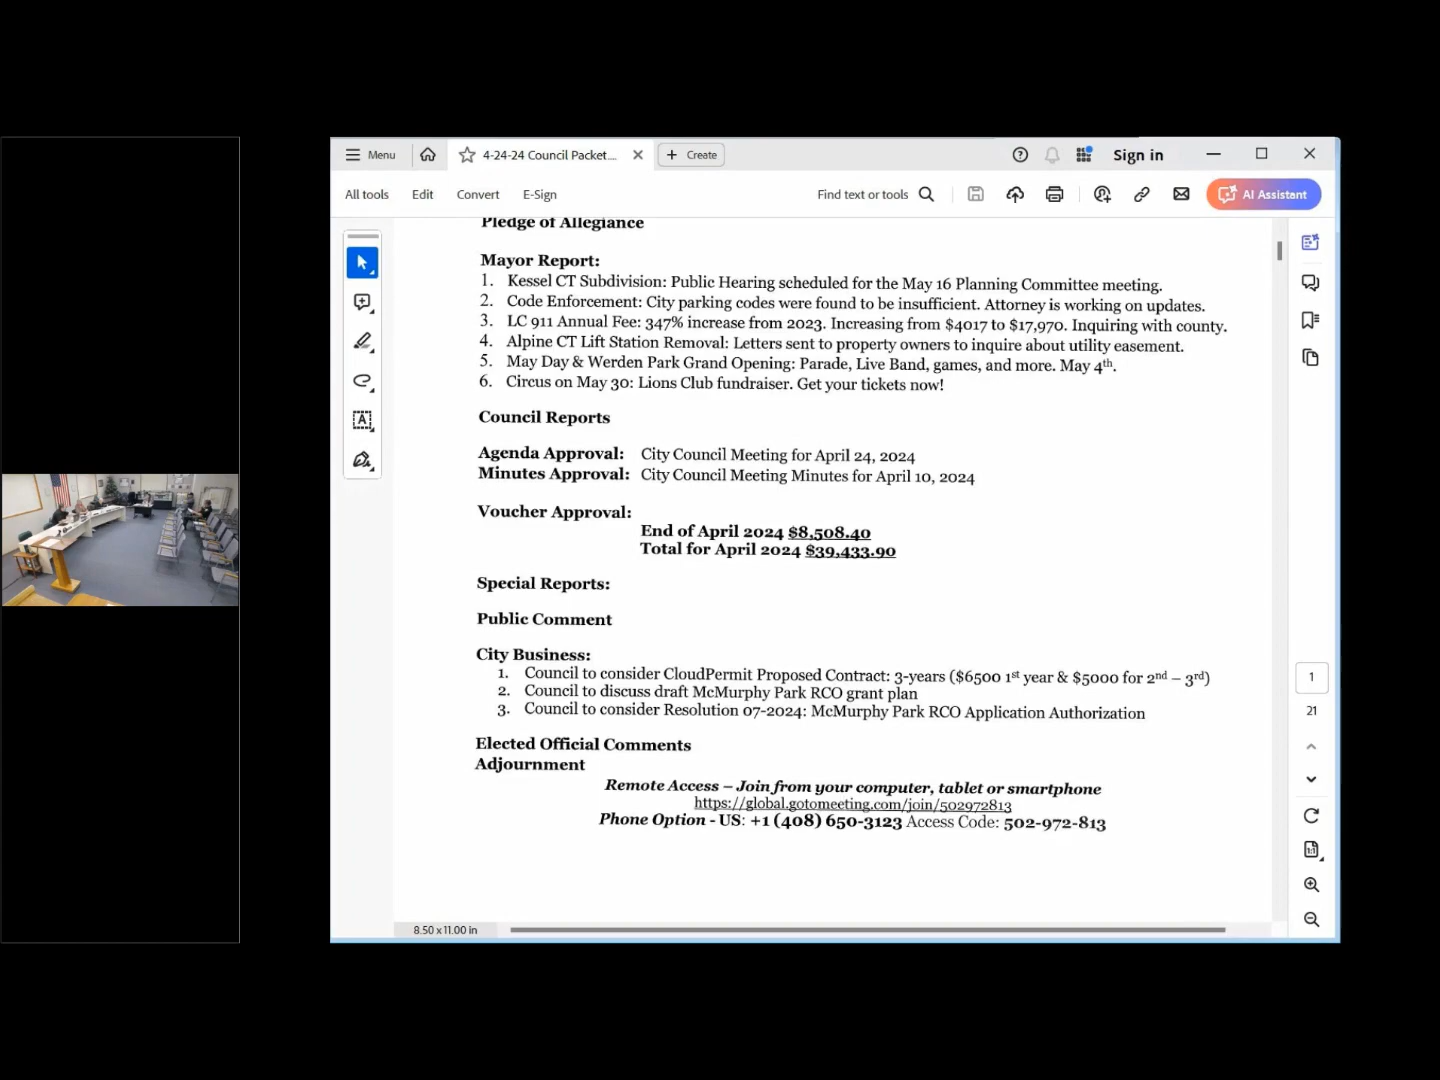 Menu
4-24-24 Council Packet....
Create
Sign in
All tools
Edit
Convert
E-Sign
Find text or tools
AI Assistant
Pledge of Allegiance
Mayor Report:
1. Kessel CT Subdivision: Public Hearing scheduled for the May 16 Planning Committee meeting.
2. Code Enforcement: City parking codes were found to be insufficient. Attorney is working on updates.
3. LC 911 Annual Fee: 347% increase from 2023. Increasing from $4017 to $17,970. Inquiring with county.
4. Alpine CT Lift Station Removal: Letters sent to property owners to inquire about utility easement.
5. May Day & Werden Park Grand Opening: Parade, Live Band, games, and more. May 4th.
6. Circus on May 30: Lions Club fundraiser. Get your tickets now!
Council Reports
Agenda Approval: City Council Meeting for April 24, 2024
Minutes Approval: City Council Meeting Minutes for April 10, 2024
Voucher Approval:
End of April 2024 $8,508.40
Total for April 2024 $39,433.90
Special Reports:
Public Comment
City Business:
1. Council to consider CloudPermit Proposed Contract: 3-years ($6500 1st year & $5000 for 2nd – 3rd)
2. Council to discuss draft McMurphy Park RCO grant plan
3. Council to consider Resolution 07-2024: McMurphy Park RCO Application Authorization
Elected Official Comments
Adjournment
Remote Access – Join from your computer, tablet or smartphone
https://global.gotomeeting.com/join/502972813
Phone Option - US: +1 (408) 650-3123 Access Code: 502-972-813
1
21
8.50 x 11.00 in